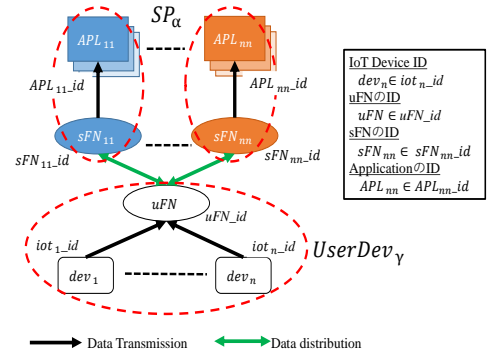 SPα
APL11
APLnn
APL11_id
APLnn_id
sFN11
sFNnn
sFN11_id
sFNnn_id
uFN
uFN_id
iot1_id
iotn_id
dev1
devn
UserDevγ
IoT Device ID
devn∈ iotn_id
uFNのID
uFN ∈ uFN_id
sFNのID
sFNnn ∈ sFNnn_id
ApplicationのID
APLnn ∈ APLnn_id
Data Transmission
Data distribution